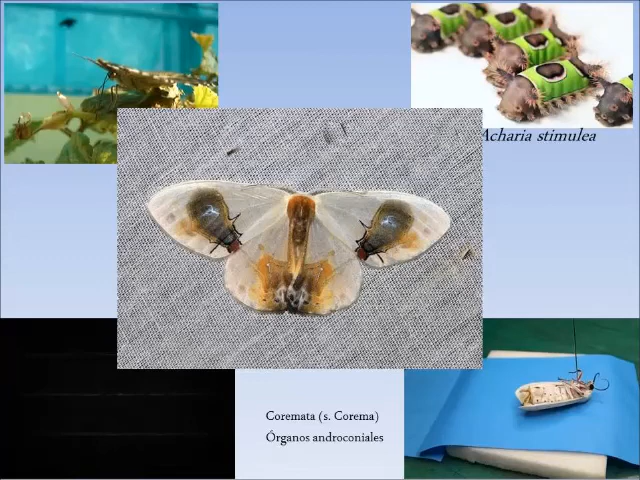 Acharia stimulea
Coremata (s. Corema)
Órganos androconiales